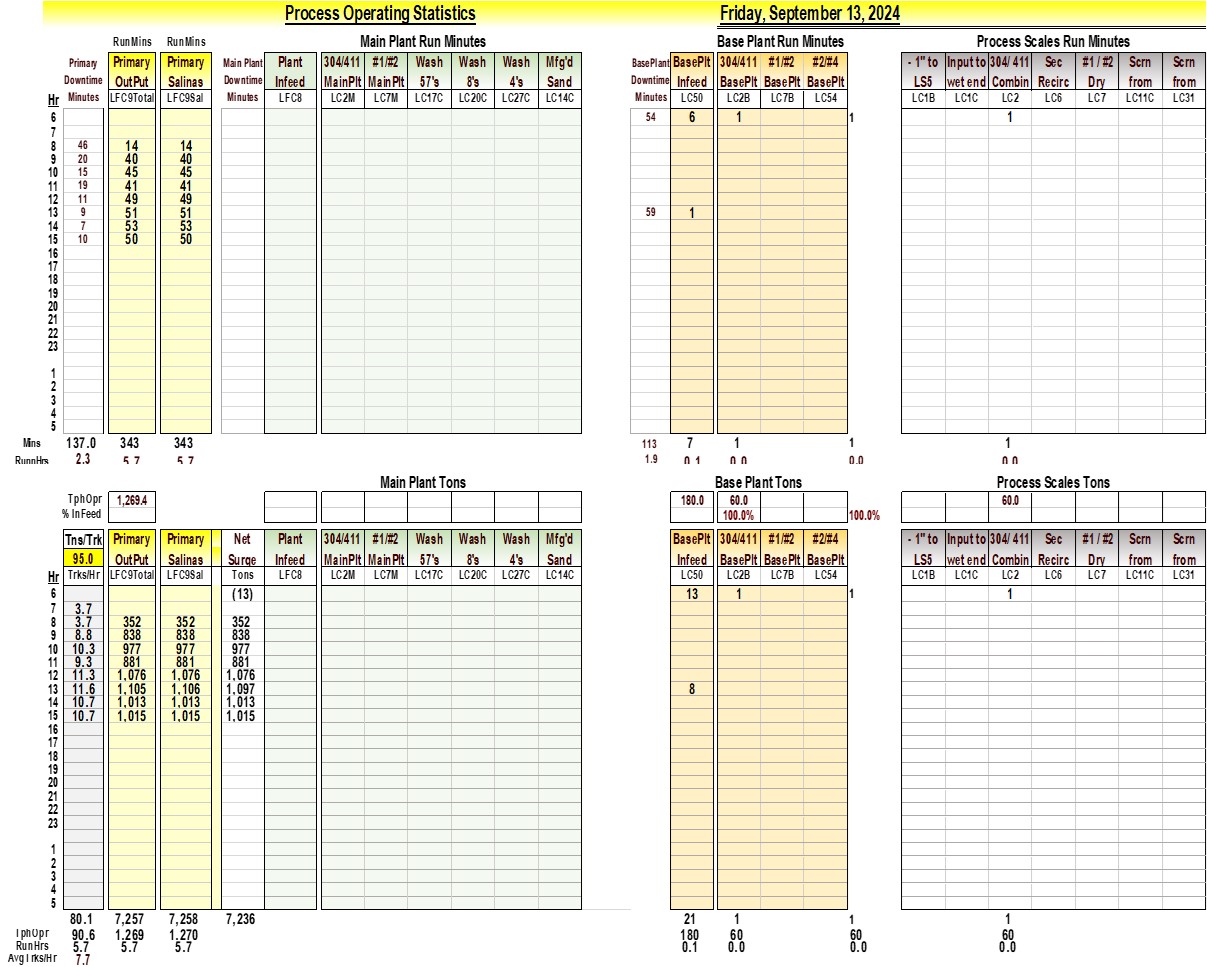 Process Operating Statistics Friday, September 13, 2024
RunMins RunMins Main Plant Run Minutes Base Plant Run Minutes Process Scales Run Minutes
Primary Primary Primary Main Plant Plant 304/411 #1/#2 Wash Wash Wash Mfg'd BasePlant BasePlt 304/411 #1/#2 #2/#4 - 1" to Input to 304/ 411 Sec #1 / #2 Scrn Scrn
Downtime OutPut Salinas Downtime Infeed MainPlt MainPlt 57's 8's 4's Sand Downtime Infeed BasePlt BasePlt BasePlt LS5 wet end Combin Recirc Dry from from
Hr Minutes LFC9Total LFC9Sal Minutes LFC8 LC2M LC7M LC17C LC20C LC27C LC14C Minutes LC50 LC2B LC7B LC54 LC1B LC1C LC2 LC6 LC7 LC11C LC31
6 54 6 1 1 1
7
8 46 14 14
9 20 40 40
10 15 45 45
11 19 41 41
12 11 49 49
13 9 51 51 59 1
14 7 53 53
15 10 50 50
16
17
18
19
20
21
22
23
1
2
3
4
5
Mins 137.0 343 343 113 7 1 1 1
RunnHrs 2.3 5.7 5.7 1.9 0.1 0.0 0.0 0.0
Main Plant Tons Base Plant Tons Process Scales Tons
TphOpr 1,269.4 180.0 60.0 60.0
% InFeed 100.0% 100.0%
Tns/Trk Primary Primary Net Plant 304/411 #1/#2 Wash Wash Wash Mfg'd BasePlt 304/411 #1/#2 #2/#4 - 1" to Input to 304/ 411 Sec #1 / #2 Scrn Scrn
95.0 OutPut Salinas Surge Infeed MainPlt MainPlt 57's 8's 4's Sand Infeed BasePlt BasePlt BasePlt LS5 wet end Combin Recirc Dry from from
Hr Trks/Hr LFC9Total LFC9Sal Tons LFC8 LC2M LC7M LC17C LC20C LC27C LC14C LC50 LC2B LC7B LC54 LC1B LC1C LC2 LC6 LC7 LC11C LC31
6 (13) 13 1 1 1
7 3.7
8 3.7 352 352 352
9 8.8 838 838 838
10 10.3 977 977 977
11 9.3 881 881 881
12 11.3 1,076 1,076 1,076
13 11.6 1,105 1,106 1,097 8
14 10.7 1,013 1,013 1,013
15 10.7 1,015 1,015 1,015
16
17
18
19
20
21
22
23
1
2
3
4
5
80.1 7,257 7,258 7,236 21 1 1 1
TphOpr 90.6 1,269 1,270 180 60 60 60
RunHrs 5.7 5.7 5.7 0.1 0.0 0.0 0.0
AvgTrks/Hr 7.7